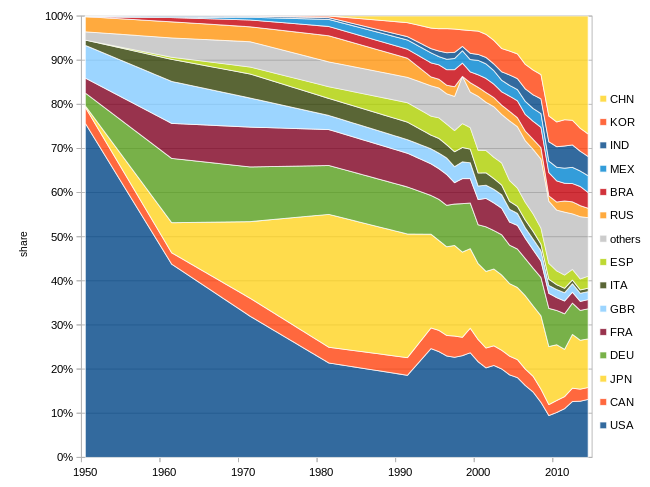 100%
90%
80%
70%
60%
50%
40%
30%
20%
10%
0%
share
1950
1960
1970
1980
1990
2000
2010
CHN
KOR
IND
MEX
BRA
RUS
others
ESP
ITA
GBR
FRA
DEU
JPN
CAN
USA